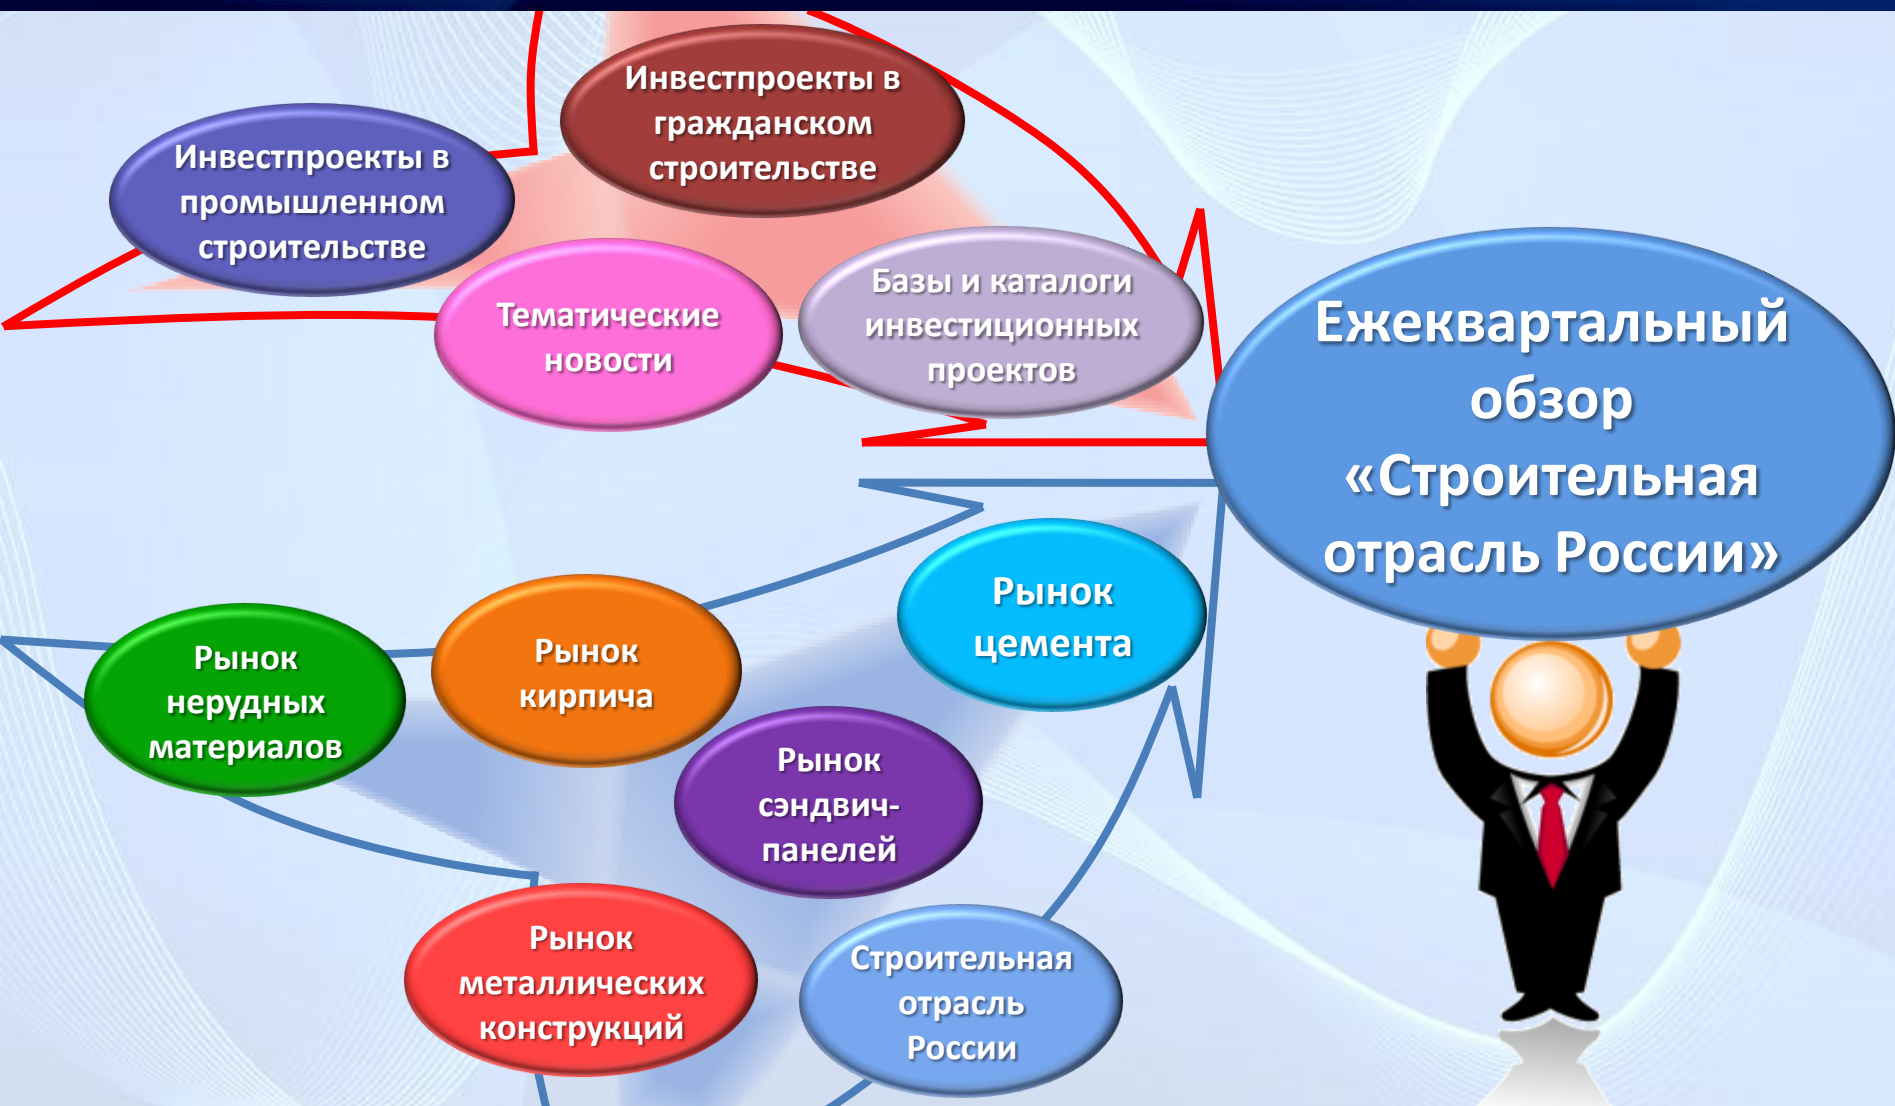 Инвестпроекты в
гражданском
строительстве
Инвестпроекты в
промышленном
строительстве
Тематические
новости
Базы и каталоги
инвестиционных
проектов
Ежеквартальный
обзор
«Строительная
отрасль России»
Рынок
цемента
Рынок
нерудных
материалов
Рынок
кирпича
Рынок
сэндвич-
панелей
Рынок
металлических
конструкций
Строительная
отрасль
России